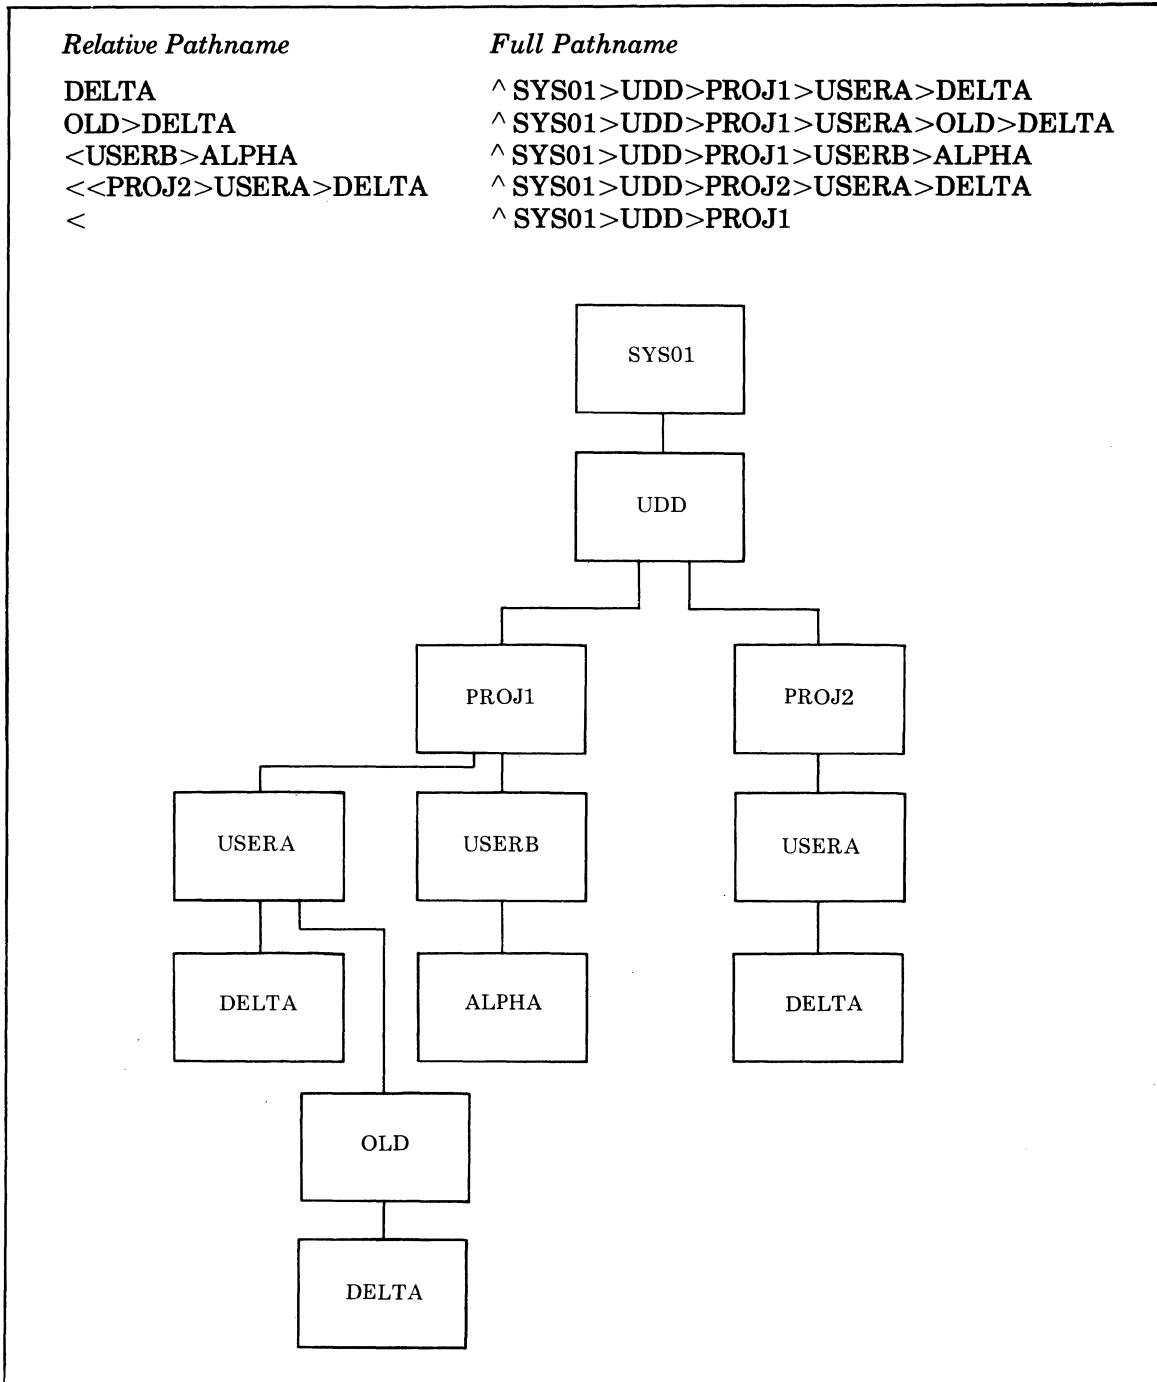 Relative Pathname Full Pathname
DELTA ^SYS01>UDD>PROJ1>USERA>DELTA
OLD>DELTA ^SYS01>UDD>PROJ1>USERA>OLD>DELTA
<USERB>ALPHA ^SYS01>UDD>PROJ1>USERB>ALPHA
<<PROJ2>USERA>DELTA ^SYS01>UDD>PROJ2>USERA>DELTA
< ^SYS01>UDD>PROJ1
SYS01
UDD
PROJ1 PROJ2
USERA USERB USERA
DELTA ALPHA DELTA
OLD
DELTA